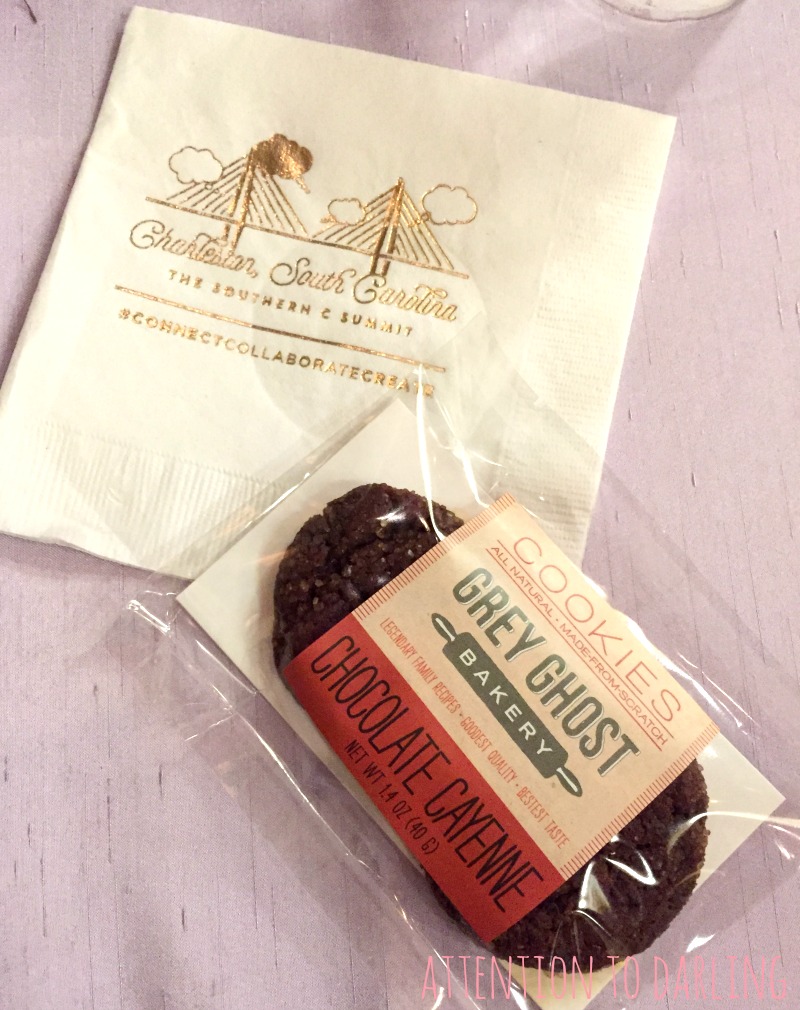 Charleston, South Carolina
THE SOUTHERN C SUMMIT
#CONNECTCOLLABORATECREATE
COOKIES
ALL NATURAL • MADE-FROM-SCRATCH
GREY GHOST
BAKERY
LEGENDARY FAMILY RECIPES • GOODEST QUALITY • BESTEST TASTE
CHOCOLATE CAYENNE
NET WT 1.4 OZ (40 G)
ATTENTION TO DARLING